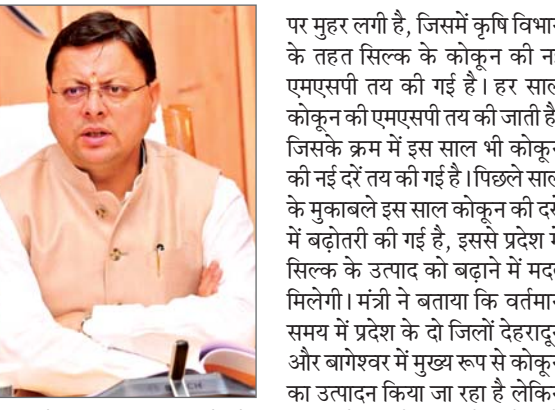 पर मुहर लगी है, जिसमें कृषि विभा
के तहत सिल्क के कोकून की न
एमएसपी तय की गई है। हर साल
कोकून की एमएसपी तय की जाती है
जिसके क्रम में इस साल भी कोकून
की नई दरें तय की गई है।पिछले साल
के मुकाबले इस साल कोकून की दरों
में बढ़ोतरी की गई है, इससे प्रदेश में
सिल्क के उत्पाद को बढ़ाने में मदद
मिलेगी। मंत्री ने बताया कि वर्तमान
समय में प्रदेश के दो जिलों देहरादून
और बागेश्वर में मुख्य रूप से कोकून
का उत्पादन किया जा रहा है लेकिन